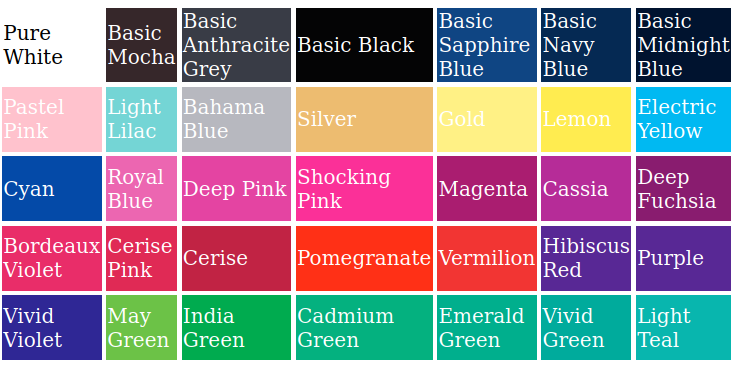 Pure
White
Basic
Mocha
Basic
Anthracite
Grey
Basic Black
Basic
Sapphire
Blue
Basic
Navy
Blue
Basic
Midnight
Blue
Pastel
Pink
Light
Lilac
Bahama
Blue
Silver
Gold
Lemon
Electric
Yellow
Cyan
Royal
Blue
Deep Pink
Shocking
Pink
Magenta
Cassia
Deep
Fuchsia
Bordeaux
Violet
Cerise
Pink
Cerise
Pomegranate
Vermilion
Hibiscus
Red
Purple
Vivid
Violet
May
Green
India
Green
Cadmium
Green
Emerald
Green
Vivid
Green
Light
Teal